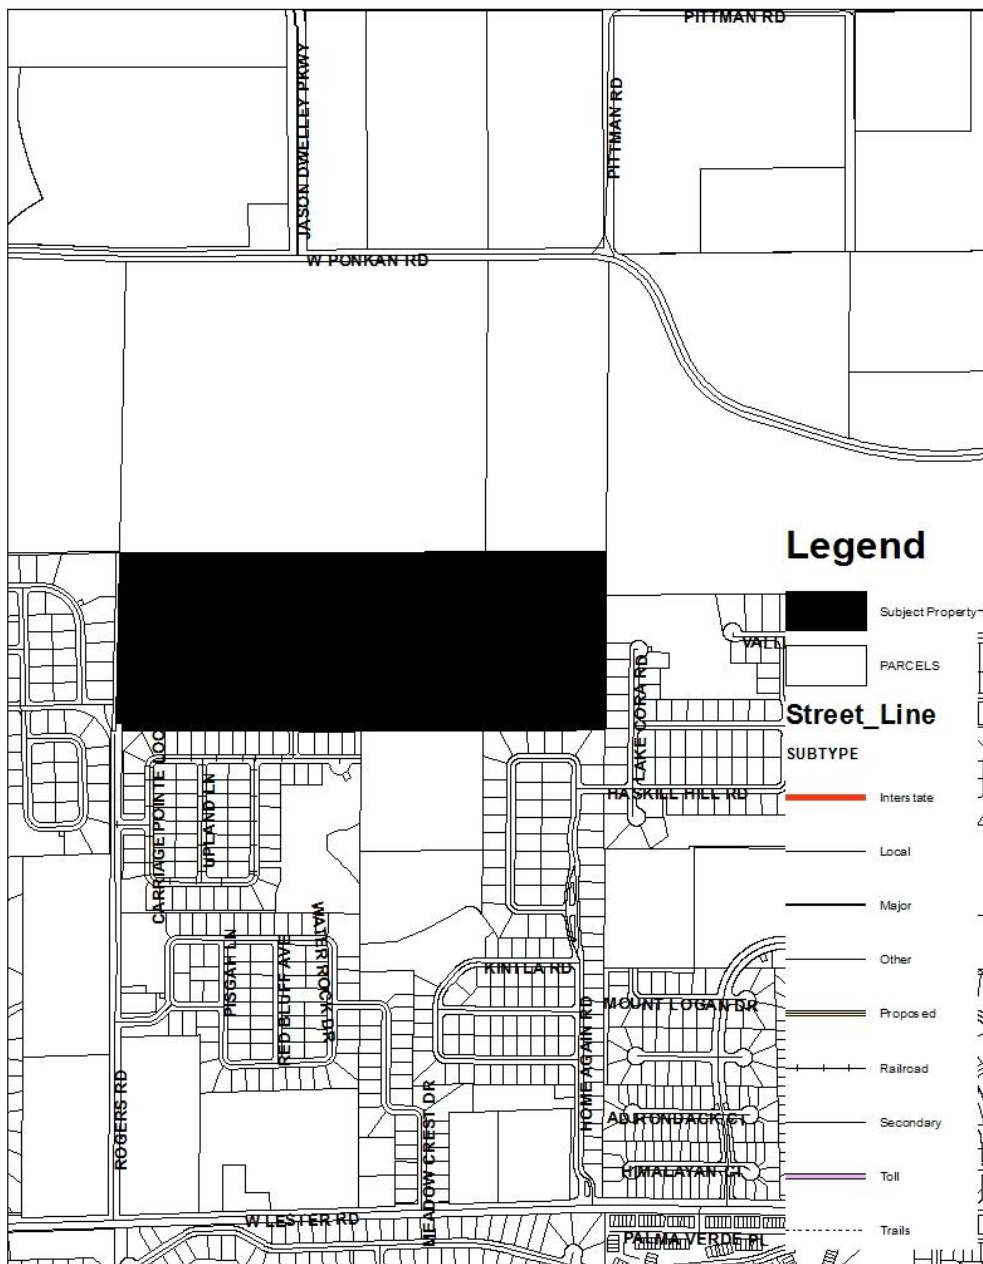 PITTMAN RD
JASON DWELLEY PKWY
PITTMAN RD
W PONKAN RD
Legend
Subject Property
PARCELS
Street_Line
SUBTYPE
Interstate
Local
Major
Other
Proposed
Railroad
Secondary
Toll
Trails
LAKE CORA RD
HASKILL HILL RD
CARRIAGE POINTE LOO
UPLAND LN
PISGAH LN
RED BLUFF AVE
WATER ROCK DR
KINTLA RD
MOUNT LOGAN DR
HOME AGAIN RD
ADIRONDACK CT
HIMALAYAN CT
ROGERS RD
MEADOW CREST DR
W LESTER RD
PALMA VERDE PL